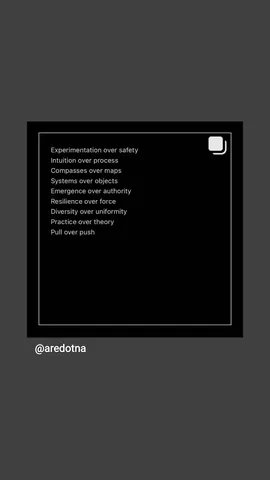 Experimentation over safety
Intuition over process
Compasses over maps
Systems over objects
Emergence over authority
Resilience over force
Diversity over uniformity
Practice over theory
Pull over push
@aredotna